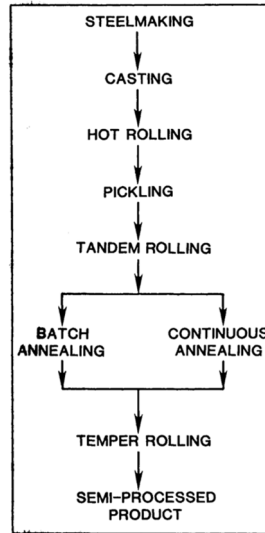 STEELMAKING
CASTING
HOT ROLLING
PICKLING
TANDEM ROLLING
BATCH
ANNEALING
CONTINUOUS
ANNEALING
TEMPER ROLLING
SEMI-PROCESSED
PRODUCT